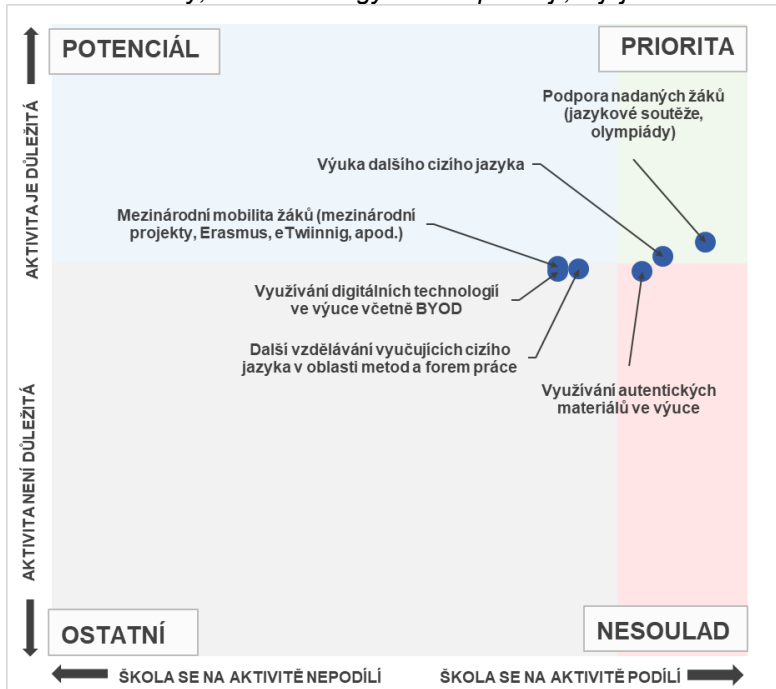 POTENCIÁL
PRIORITA
Podpora nadaných žáků
(jazykové soutěže,
olympiády)
Výuka dalšího cizího jazyka
Mezinárodní mobilita žáků (mezinárodní
projekty, Erasmus, eTwiinnig, apod.)
Využívání digitálních technologií
ve výuce včetně BYOD
Další vzdělávání vyučujících cizího
jazyka v oblasti metod a forem práce
Využívání autentických
materiálů ve výuce
AKTIVITA JE DŮLEŽITÁ
AKTIVITA NENÍ DŮLEŽITÁ
OSTATNÍ
NESOULAD
ŠKOLA SE NA AKTIVITĚ NEPODÍLÍ
ŠKOLA SE NA AKTIVITĚ PODÍLÍ